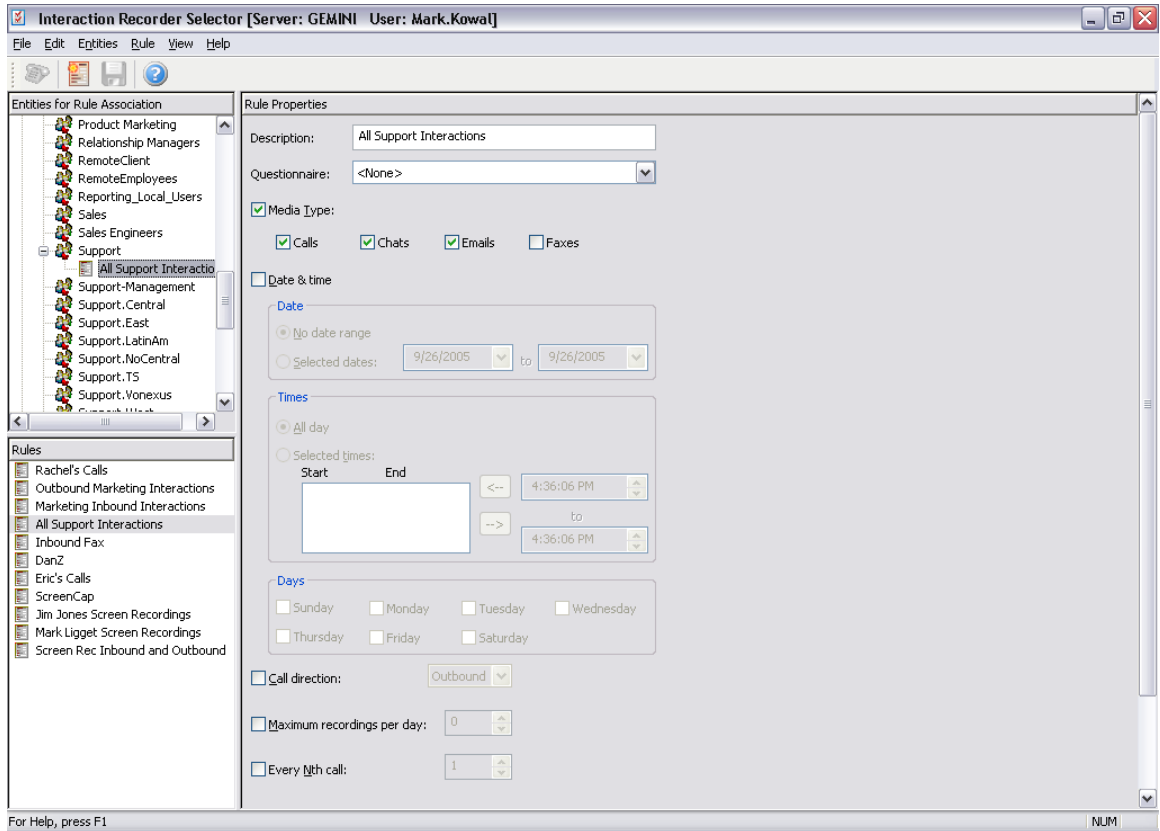 Interaction Recorder Selector [Server: GEMINI User: Mark.Kowal]
File Edit Entities Rule View Help
Entities for Rule Association
Product Marketing
Relationship Managers
RemoteClient
RemoteEmployees
Reporting_Local_Users
Sales
Sales Engineers
Support
All Support Interactio
Support-Management
Support.Central
Support.East
Support.LatinAm
Support.NoCentral
Support.TS
Support.Vonexus
Rules
Rachel's Calls
Outbound Marketing Interactions
Marketing Inbound Interactions
All Support Interactions
Inbound Fax
DanZ
Eric's Calls
ScreenCap
Jim Jones Screen Recordings
Mark Ligget Screen Recordings
Screen Rec Inbound and Outbound
Rule Properties
Description: All Support Interactions
Questionnaire: <None>
Media Type:
Calls Chats Emails Faxes
Date & time
Date
No date range
Selected dates: 9/26/2005 to 9/26/2005
Times
All day
Selected times:
Start End
<-- 4:36:06 PM
to
--> 4:36:06 PM
Days
Sunday Monday Tuesday Wednesday
Thursday Friday Saturday
Call direction: Outbound
Maximum recordings per day: 0
Every Nth call: 1
For Help, press F1 NUM